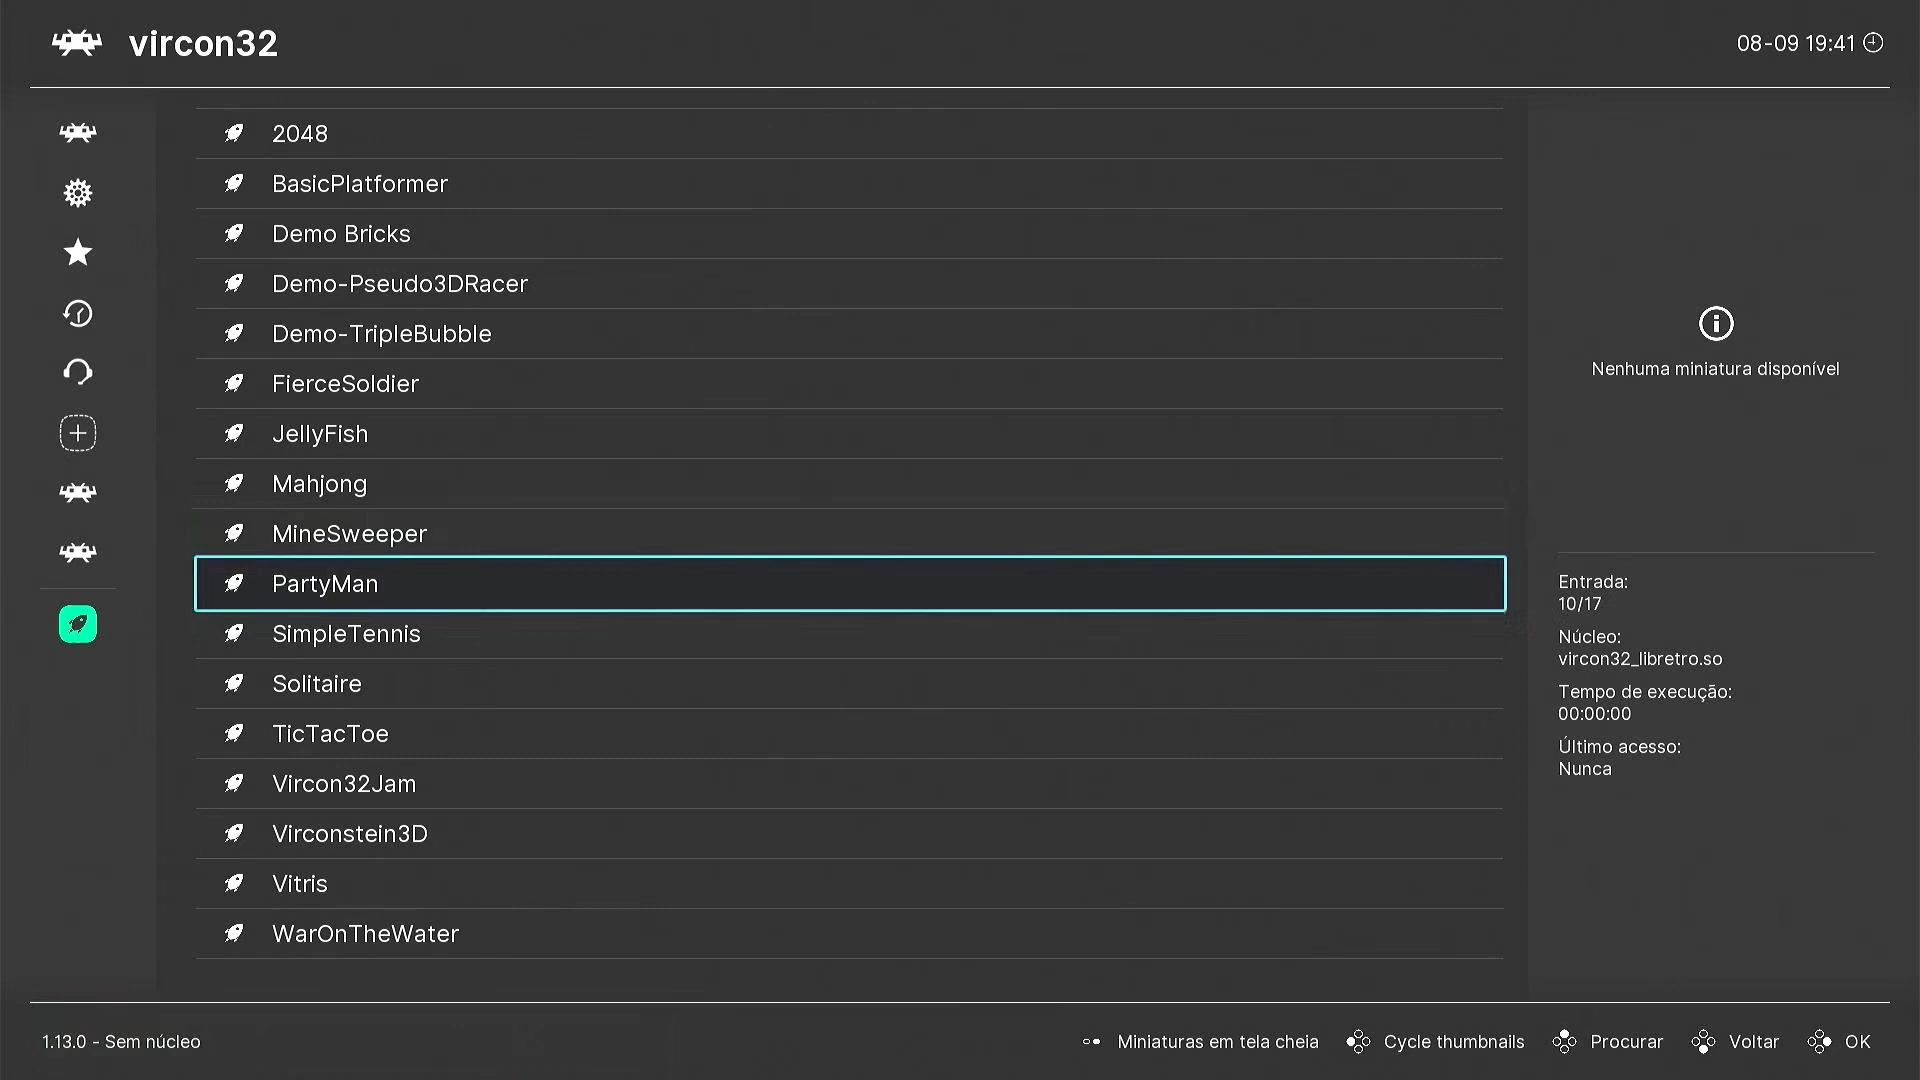 vircon32
08-09 19:41
2048
BasicPlatformer
Demo Bricks
Demo-Pseudo3DRacer
Demo-TripleBubble
FierceSoldier
JellyFish
Mahjong
MineSweeper
PartyMan
SimpleTennis
Solitaire
TicTacToe
Vircon32Jam
Virconstein3D
Vitris
WarOnTheWater
Nenhuma miniatura disponível
Entrada:
10/17
Núcleo:
vircon32_libretro.so
Tempo de execução:
00:00:00
Último acesso:
Nunca
1.13.0 - Sem núcleo
Miniaturas em tela cheia
Cycle thumbnails
Procurar
Voltar
OK